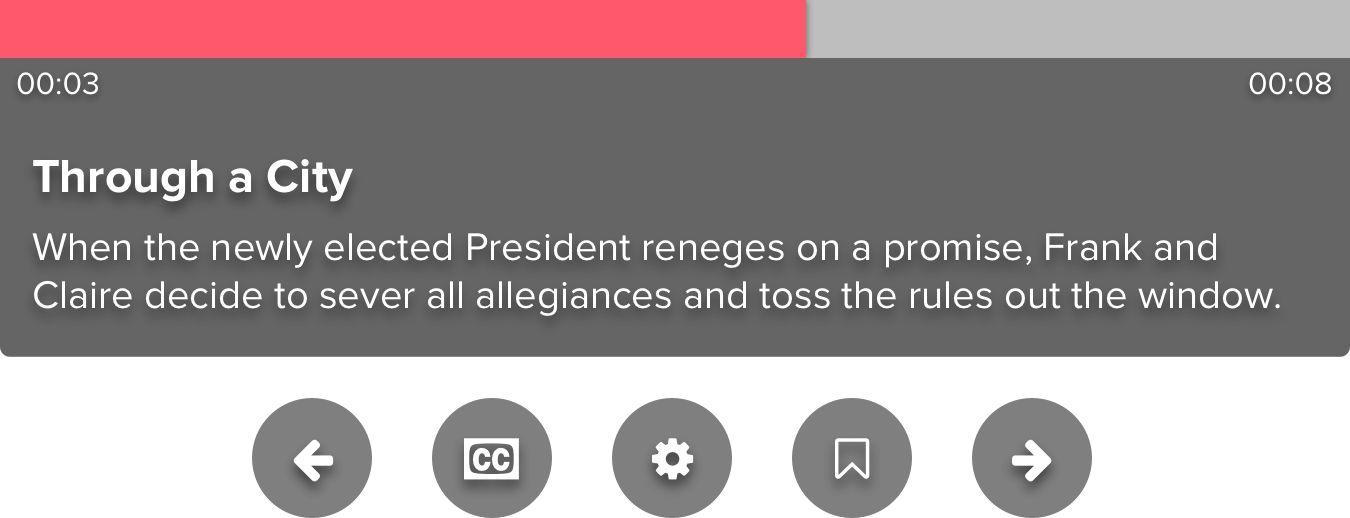 00:03 00:08
Through a City
When the newly elected President reneges on a promise, Frank and
Claire decide to sever all allegiances and toss the rules out the window.
CC